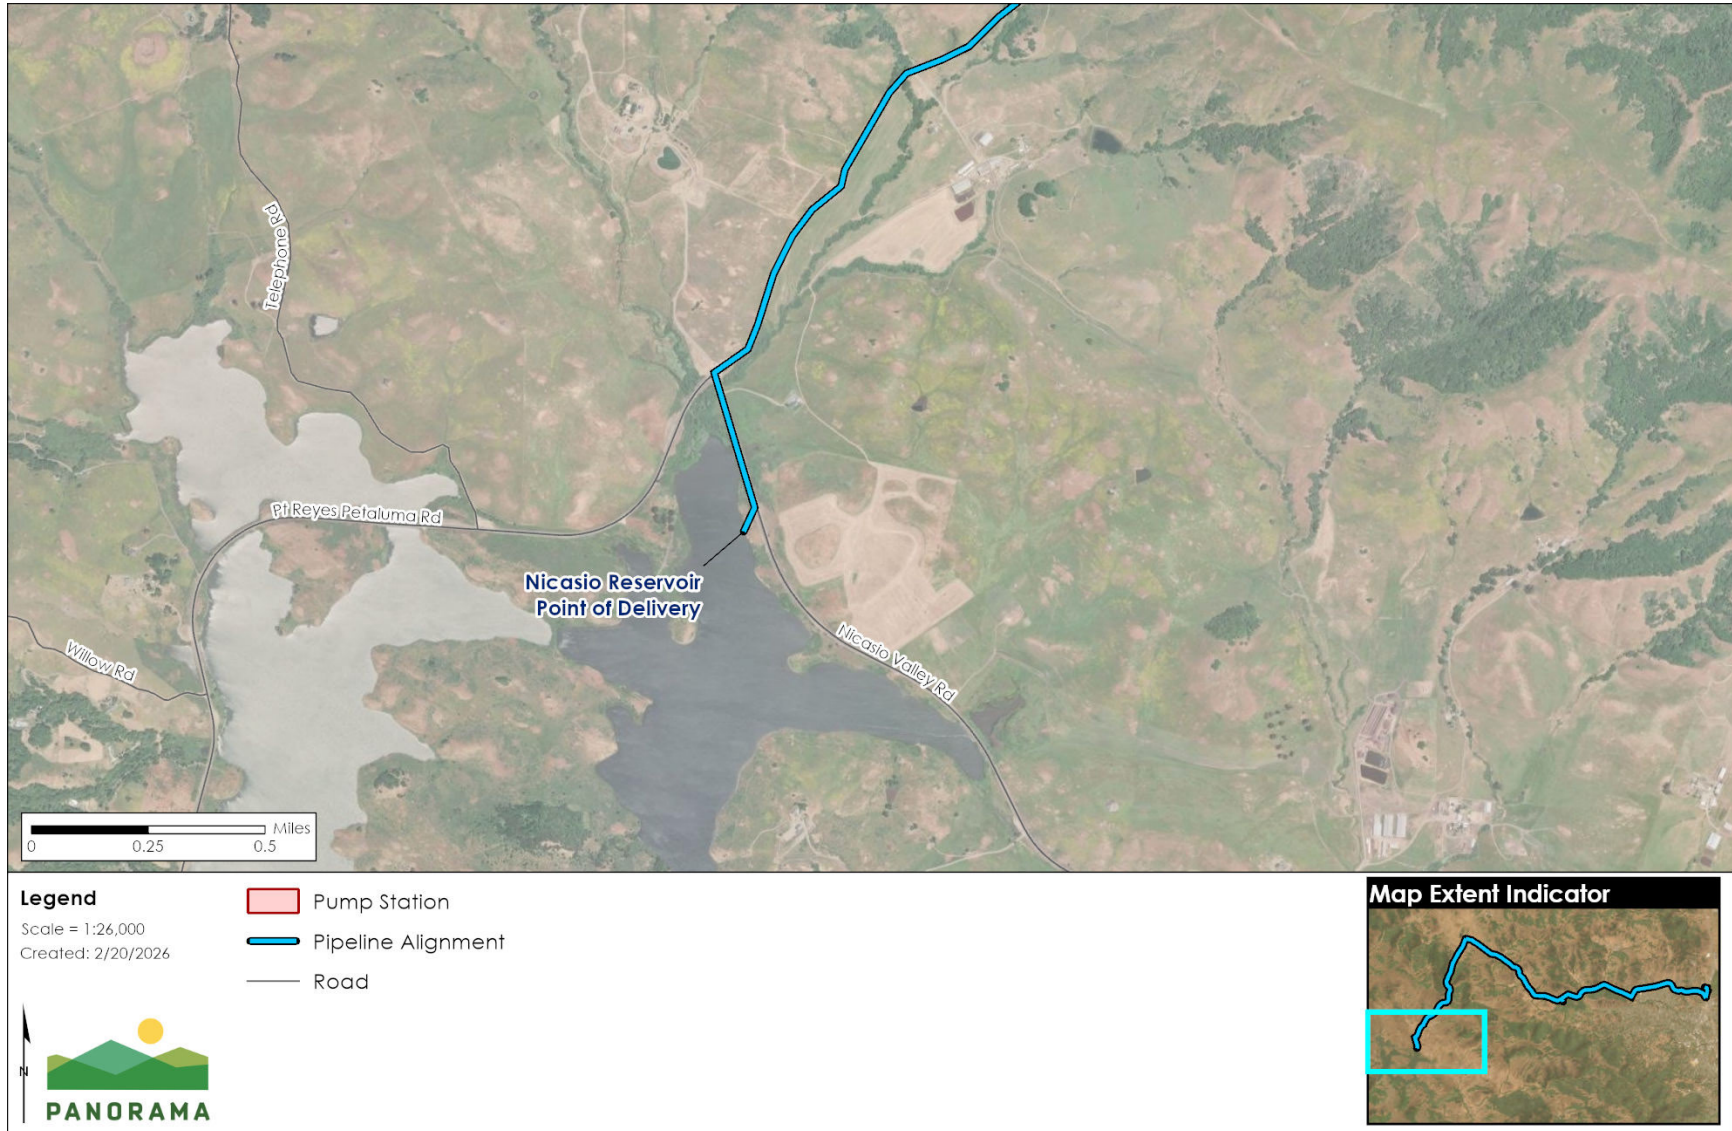 Telephone Rd
Pt Reyes Petaluma Rd
Nicasio Reservoir
Point of Delivery
Nicasio Valley Rd
Willow Rd
Miles
0 0.25 0.5
Legend
Scale = 1:26,000
Created: 2/20/2026
Pump Station
Pipeline Alignment
Road
N
PANORAMA
Map Extent Indicator